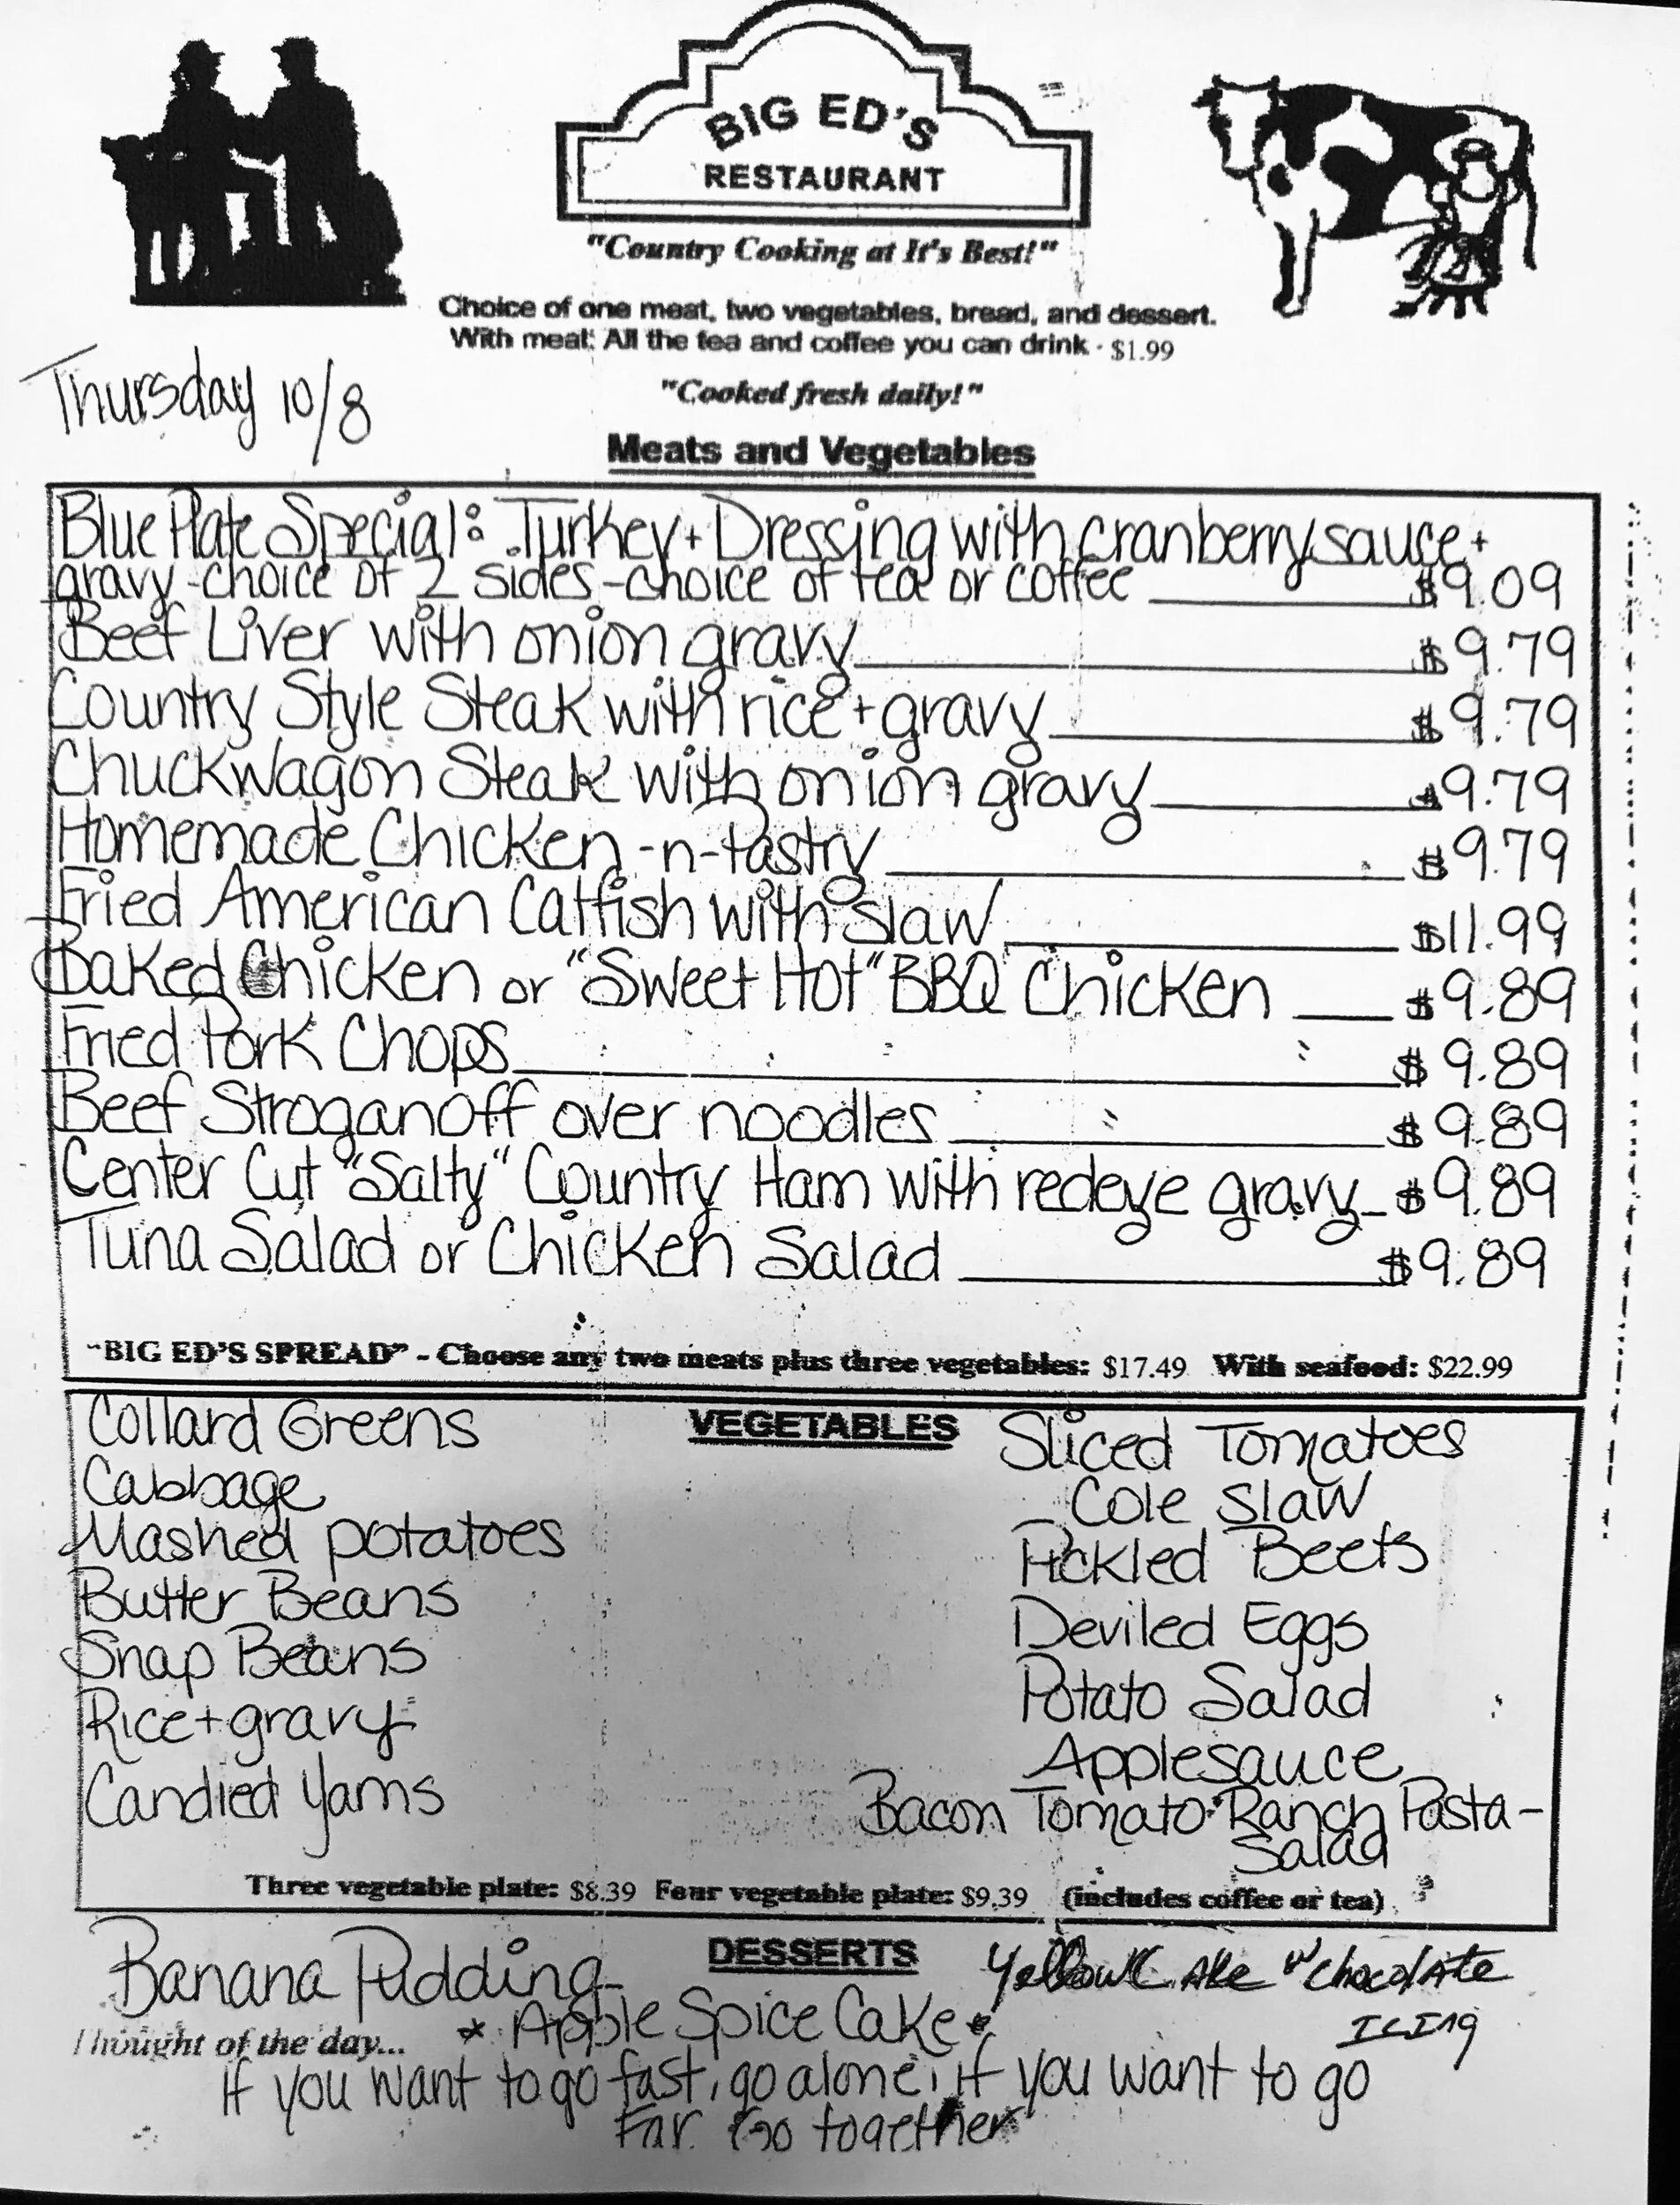 BIG ED'S
RESTAURANT
"Country Cooking at It's Best!"
Choice of one meat, two vegetables, bread, and dessert.
With meat: All the tea and coffee you can drink · $1.99
Thursday 10/8
"Cooked fresh daily!"
Meats and Vegetables
Blue Plate Special: Turkey + Dressing with cranberry sauce +
gravy - choice of 2 sides - choice of tea or coffee $9.09
Beef Liver with onion gravy $9.79
Country Style Steak with rice + gravy $9.79
Chuckwagon Steak with onion gravy $9.79
Homemade Chicken-n-Pastry $9.79
Fried American Catfish with slaw $11.99
Baked Chicken or "Sweet Hot" BBQ Chicken $9.89
Fried Pork Chops $9.89
Beef Stroganoff over noodles $9.89
Center Cut "Salty" Country Ham with redeye gravy $9.89
Tuna Salad or Chicken Salad $9.89
"BIG ED'S SPREAD" - Choose any two meats plus three vegetables: $17.49 With seafood: $22.99
VEGETABLES
Collard Greens
Cabbage
Mashed potatoes
Butter Beans
Snap Beans
Rice + gravy
Candied Yams
Sliced Tomatoes
Cole Slaw
Pickled Beets
Deviled Eggs
Potato Salad
Applesauce
Bacon Tomato Ranch Pasta -
Salad
Three vegetable plate: $8.39 Four vegetable plate: $9.39 (includes coffee or tea)
DESSERTS
Banana Pudding
* Apple Spice Cake *
Yellow Cake w/ Chocolate
Icing
Thought of the day...
If you want to go fast, go alone, if you want to go
Far Go together